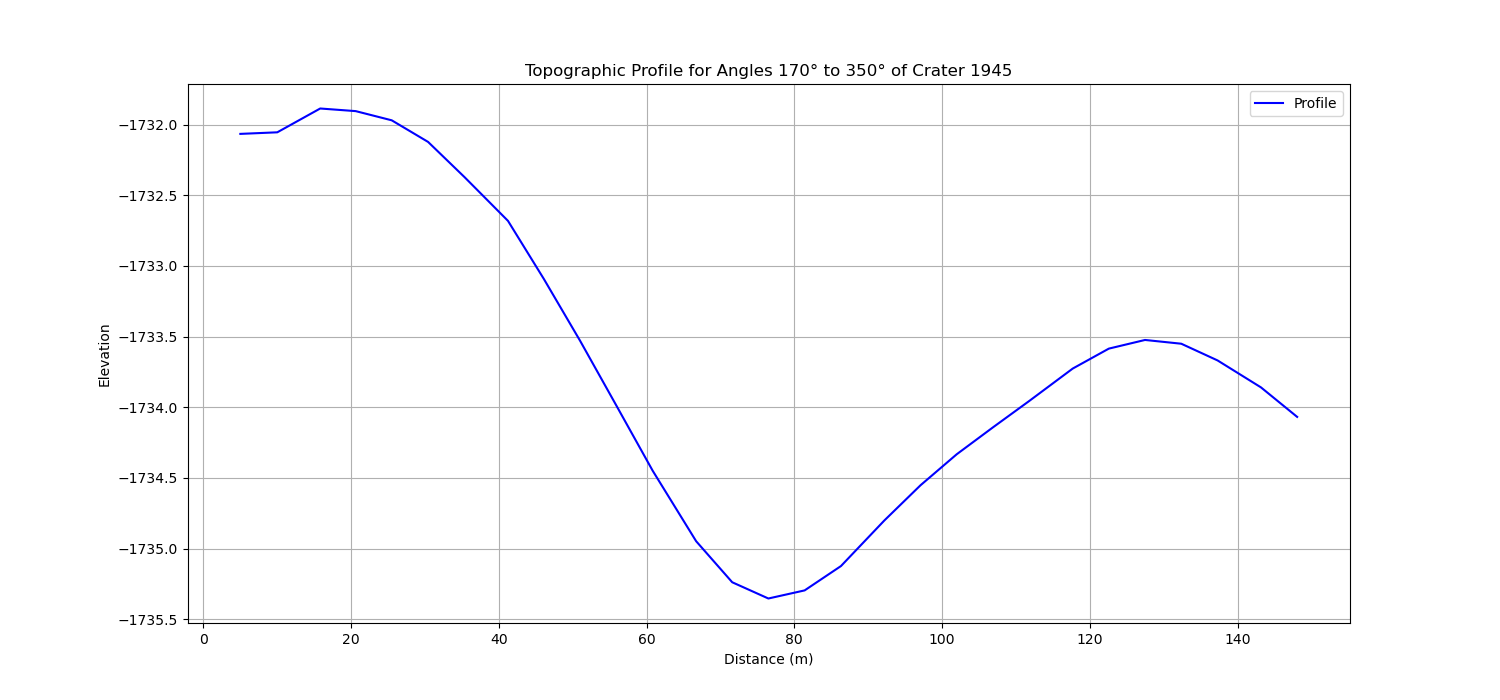 Topographic Profile for Angles 170° to 350° of Crater 1945
Profile
Elevation
−1732.0
−1732.5
−1733.0
−1733.5
−1734.0
−1734.5
−1735.0
−1735.5
0 20 40 60 80 100 120 140
Distance (m)